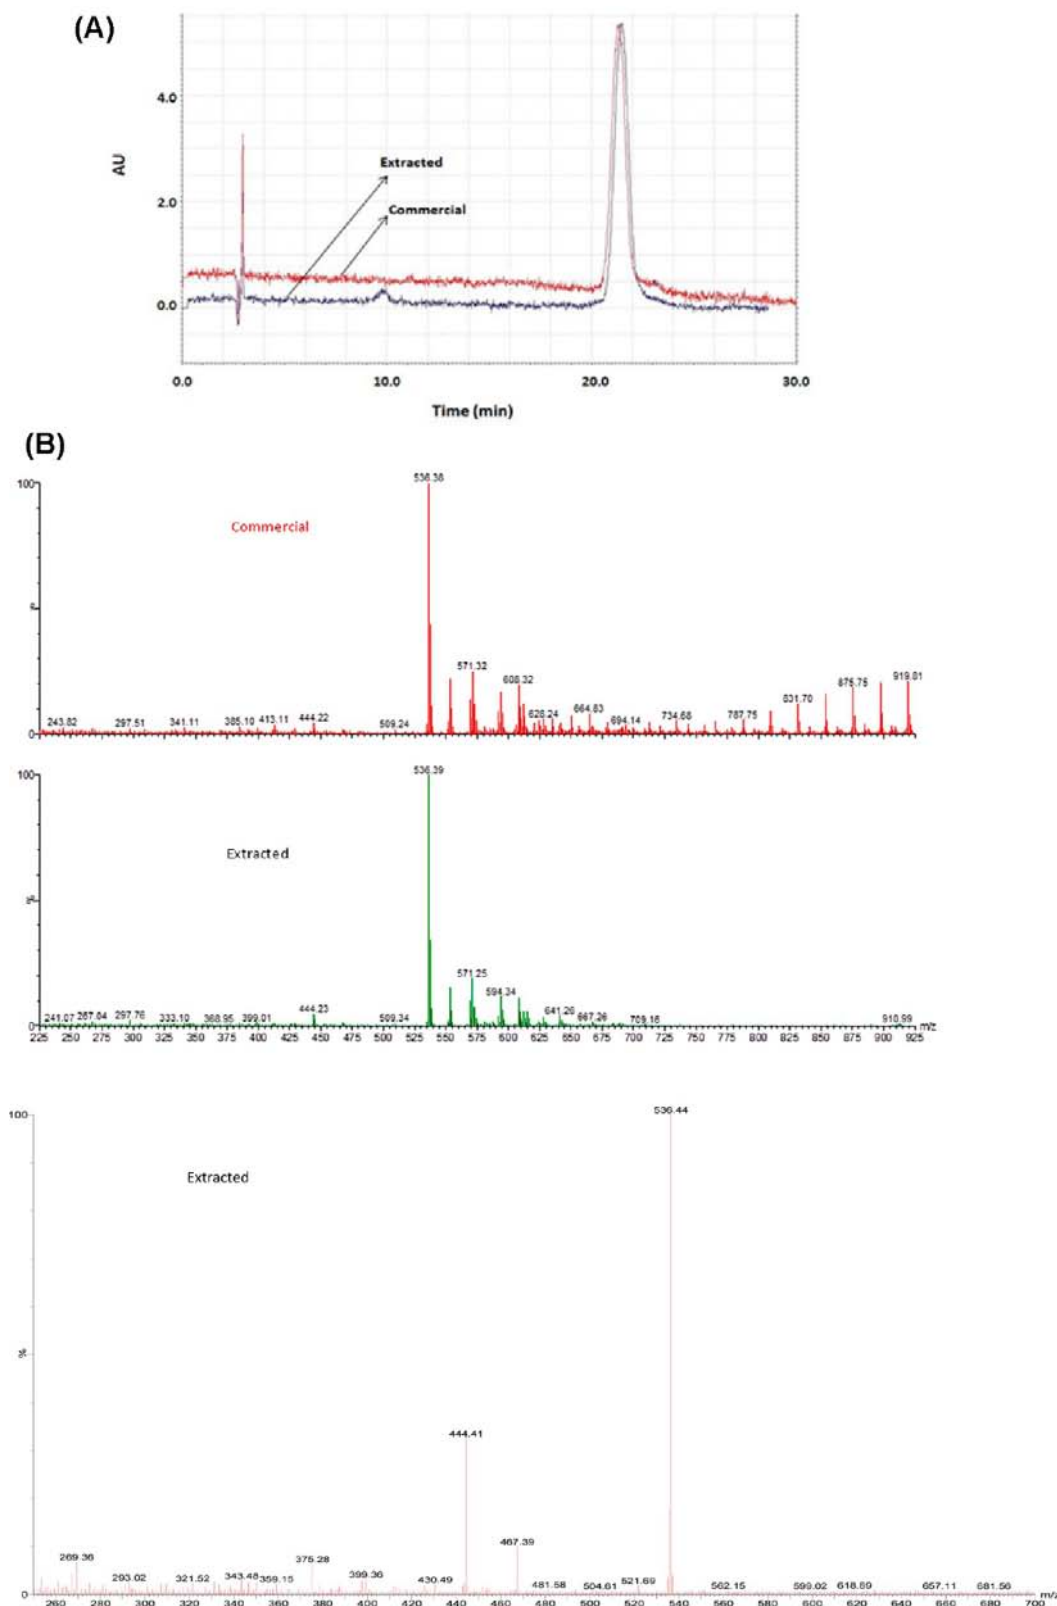 (A)
4.0
2.0
0.0
AU
Extracted
Commercial
0.0 10.0 20.0 30.0
Time (min)
(B)
100
0
Commercial
536.38
243.82 297.51 341.11 385.10 413.11 444.22 509.24 571.32 608.32 628.24 664.83 694.14 734.68 787.75 831.70 875.75 919.81
100
%
0
Extracted
536.39
241.07 297.76 333.10 368.95 399.01 444.23 509.34 571.25 594.34 641.26 667.26 709.16 910.99
225 250 275 300 325 350 375 400 425 450 475 500 525 550 575 600 625 650 675 700 725 750 775 800 825 850 875 900 925 m/z
100
%
0
Extracted
536.44
444.41
467.39
269.36 293.02 321.52 343.48 359.15 375.28 399.36 430.49 481.58 504.61 521.69 562.15 599.02 618.69 657.11 681.56
260 280 300 320 340 360 380 400 420 440 460 480 500 520 540 560 580 600 620 640 660 680 700 m/z